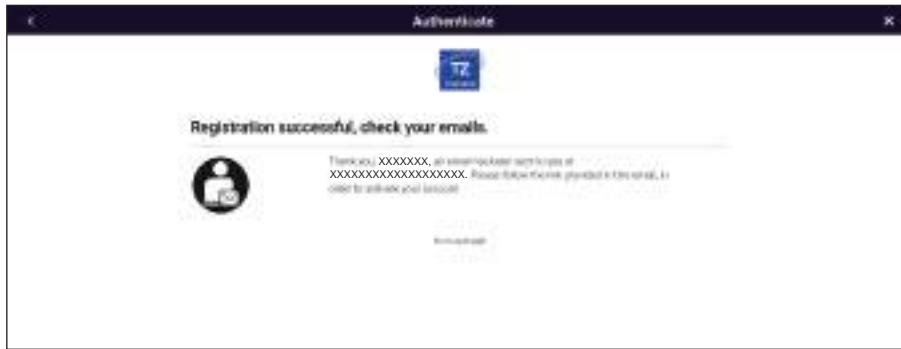 Authenticate
TZ
Registration successful, check your emails.
Thank you, XXXXXXX, an email has been sent to you at
XXXXXXXXXXXXXXXXXXX. Please follow the link provided in this email, in
order to activate your account